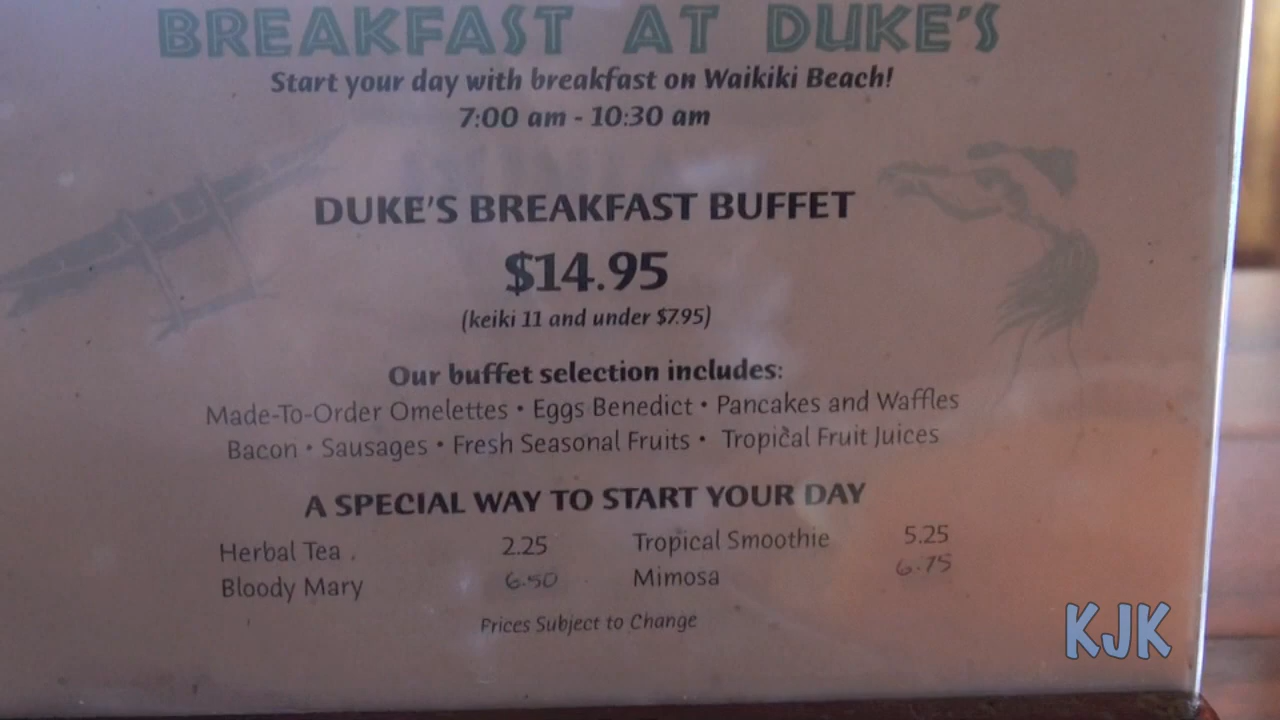 BREAKFAST AT DUKE'S
Start your day with breakfast on Waikiki Beach!
7:00 am - 10:30 am
DUKE'S BREAKFAST BUFFET
$14.95
(keiki 11 and under $7.95)
Our buffet selection includes:
Made-To-Order Omelettes • Eggs Benedict • Pancakes and Waffles
Bacon • Sausages • Fresh Seasonal Fruits • Tropical Fruit Juices
A SPECIAL WAY TO START YOUR DAY
Herbal Tea . 2.25 Tropical Smoothie 5.25
Bloody Mary 6.50 Mimosa 6.75
Prices Subject to Change
KJK